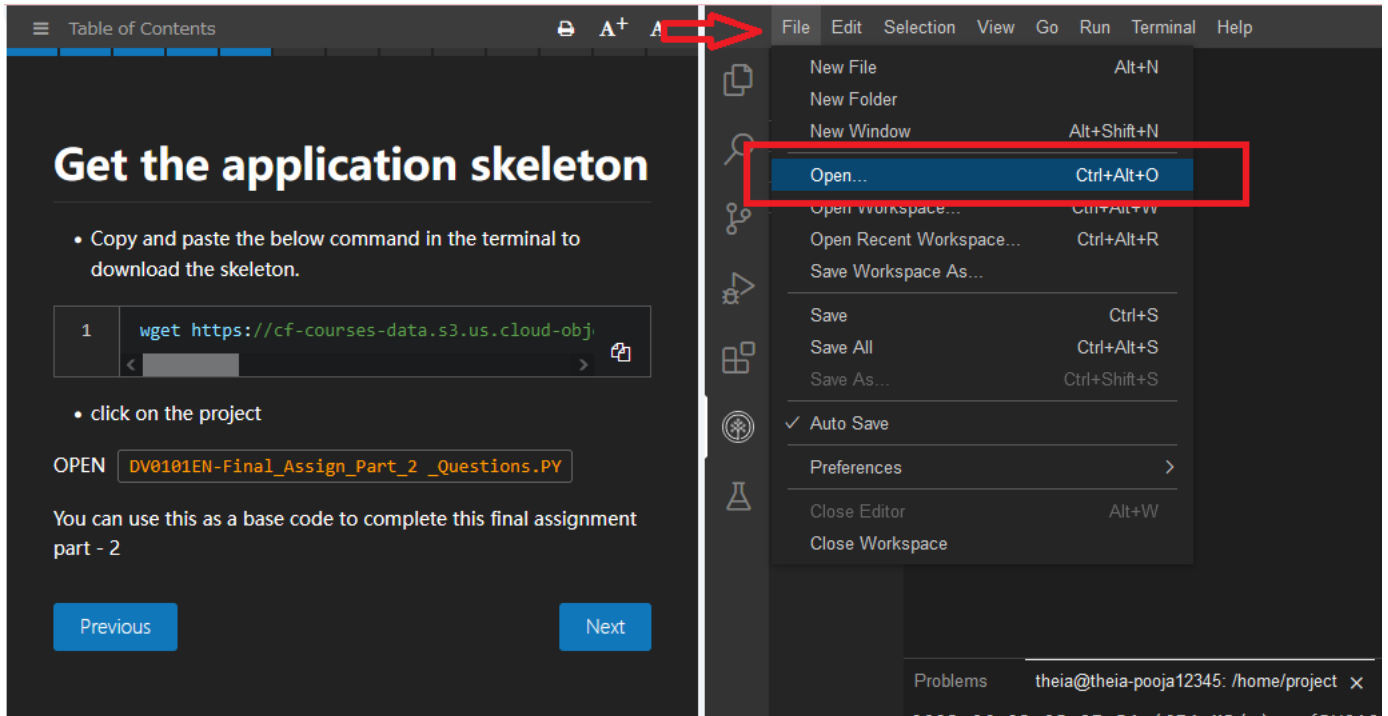 Table of Contents
A+
A
Get the application skeleton
• Copy and paste the below command in the terminal to
download the skeleton.
1 wget https://cf-courses-data.s3.us.cloud-obj
• click on the project
OPEN DV0101EN-Final_Assign_Part_2 _Questions.PY
You can use this as a base code to complete this final assignment
part - 2
Previous
Next
File Edit Selection View Go Run Terminal Help
New File Alt+N
New Folder
New Window Alt+Shift+N
Open... Ctrl+Alt+O
Open Workspace... Ctrl+Alt+W
Open Recent Workspace... Ctrl+Alt+R
Save Workspace As...
Save Ctrl+S
Save All Ctrl+Alt+S
Save As... Ctrl+Shift+S
Auto Save
Preferences
Close Editor Alt+W
Close Workspace
Problems theia@theia-pooja12345: /home/project